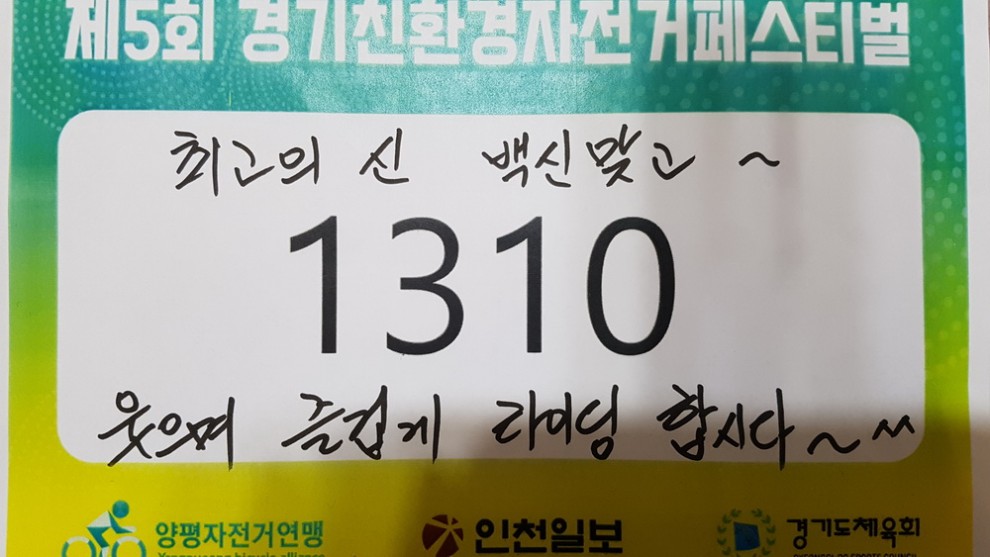 제5회 경기친환경자전거페스티벌
최고의 신 백신맞고 ~
1310
웃으며 즐겁게 라이딩 합시다~ ^^
양평자전거연맹
인천일보
경기도체육회